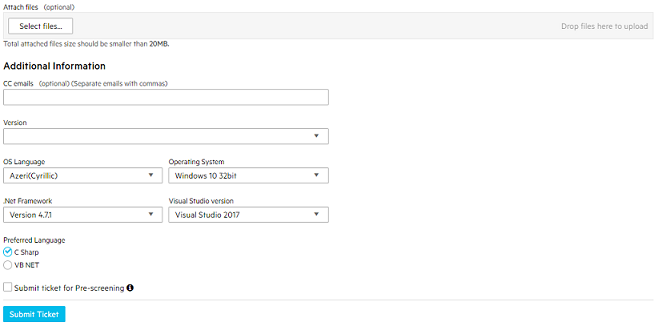 Attach files (optional)
Select files... Drop files here to upload
Total attached files size should be smaller than 20MB.
Additional Information
CC emails (optional) (Separate emails with commas)
Version
OS Language Operating System
Azeri(Cyrillic) Windows 10 32bit
.Net Framework Visual Studio version
Version 4.7.1 Visual Studio 2017
Preferred Language
C Sharp
VB NET
Submit ticket for Pre-screening
Submit Ticket